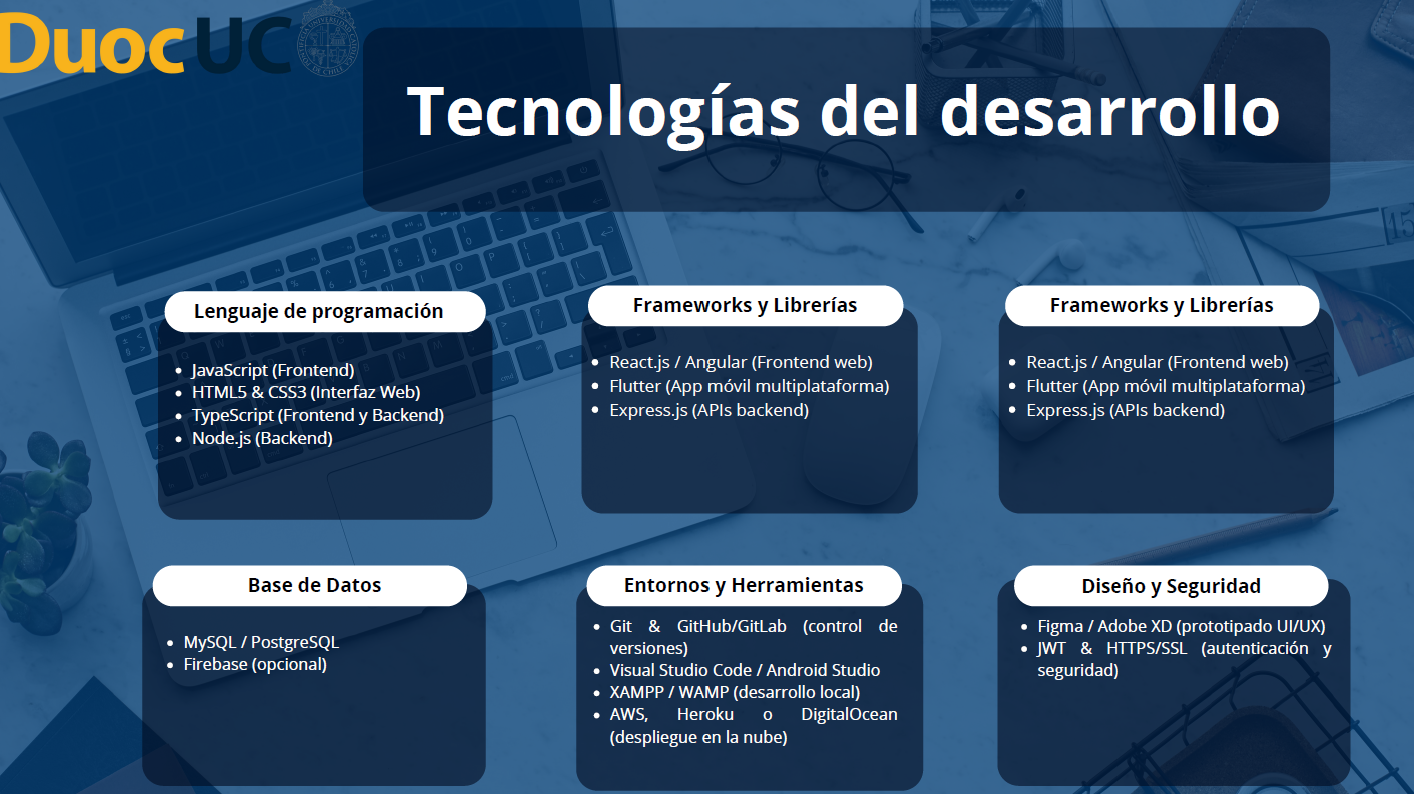 Duoc UC
Tecnologías del desarrollo
Lenguaje de programación
JavaScript (Frontend)
HTML5 & CSS3 (Interfaz Web)
TypeScript (Frontend y Backend)
Node.js (Backend)
Frameworks y Librerías
React.js / Angular (Frontend web)
Flutter (App móvil multiplataforma)
Express.js (APIs backend)
Frameworks y Librerías
React.js / Angular (Frontend web)
Flutter (App móvil multiplataforma)
Express.js (APIs backend)
Base de Datos
MySQL / PostgreSQL
Firebase (opcional)
Entornos y Herramientas
Git & GitHub/GitLab (control de
versiones)
Visual Studio Code / Android Studio
XAMPP / WAMP (desarrollo local)
AWS, Heroku o DigitalOcean
(despliegue en la nube)
Diseño y Seguridad
Figma / Adobe XD (prototipado UI/UX)
JWT & HTTPS/SSL (autenticación y
seguridad)